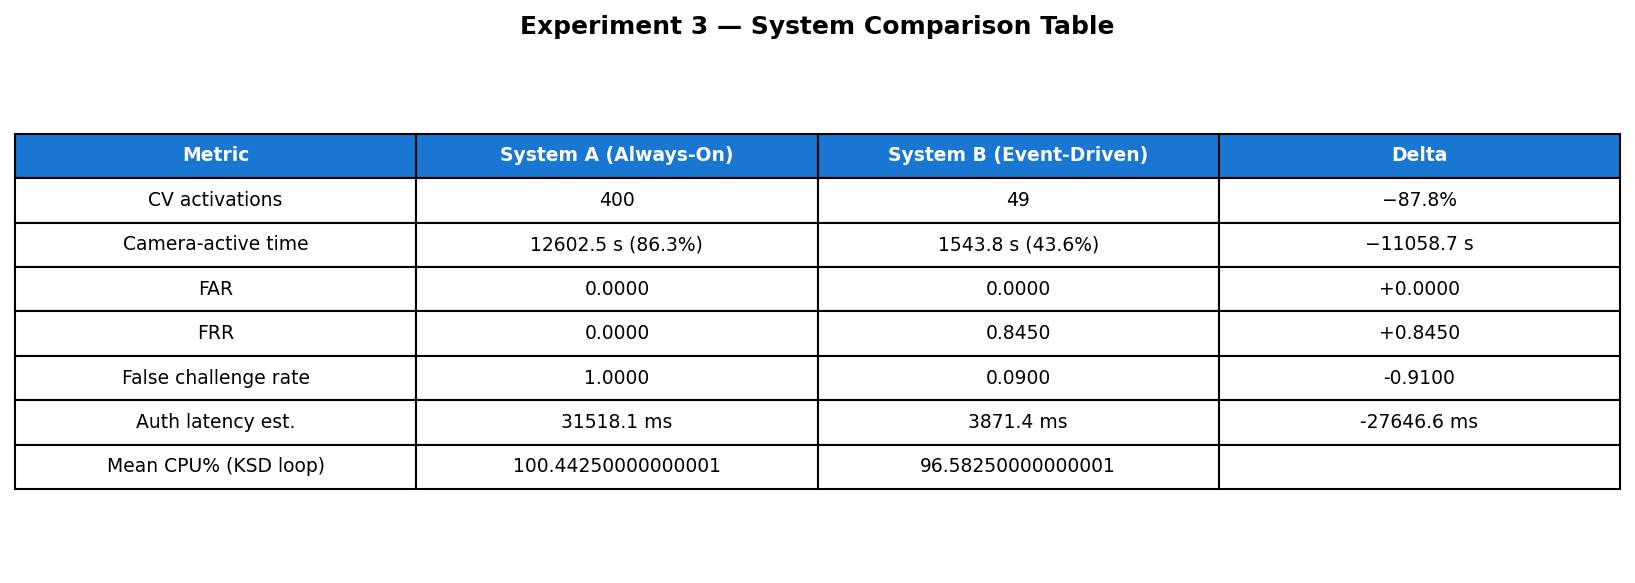 Experiment 3 — System Comparison Table
Metric System A (Always-On) System B (Event-Driven) Delta
CV activations 400 49 −87.8%
Camera-active time 12602.5 s (86.3%) 1543.8 s (43.6%) −11058.7 s
FAR 0.0000 0.0000 +0.0000
FRR 0.0000 0.8450 +0.8450
False challenge rate 1.0000 0.0900 -0.9100
Auth latency est. 31518.1 ms 3871.4 ms -27646.6 ms
Mean CPU% (KSD loop) 100.44250000000001 96.58250000000001